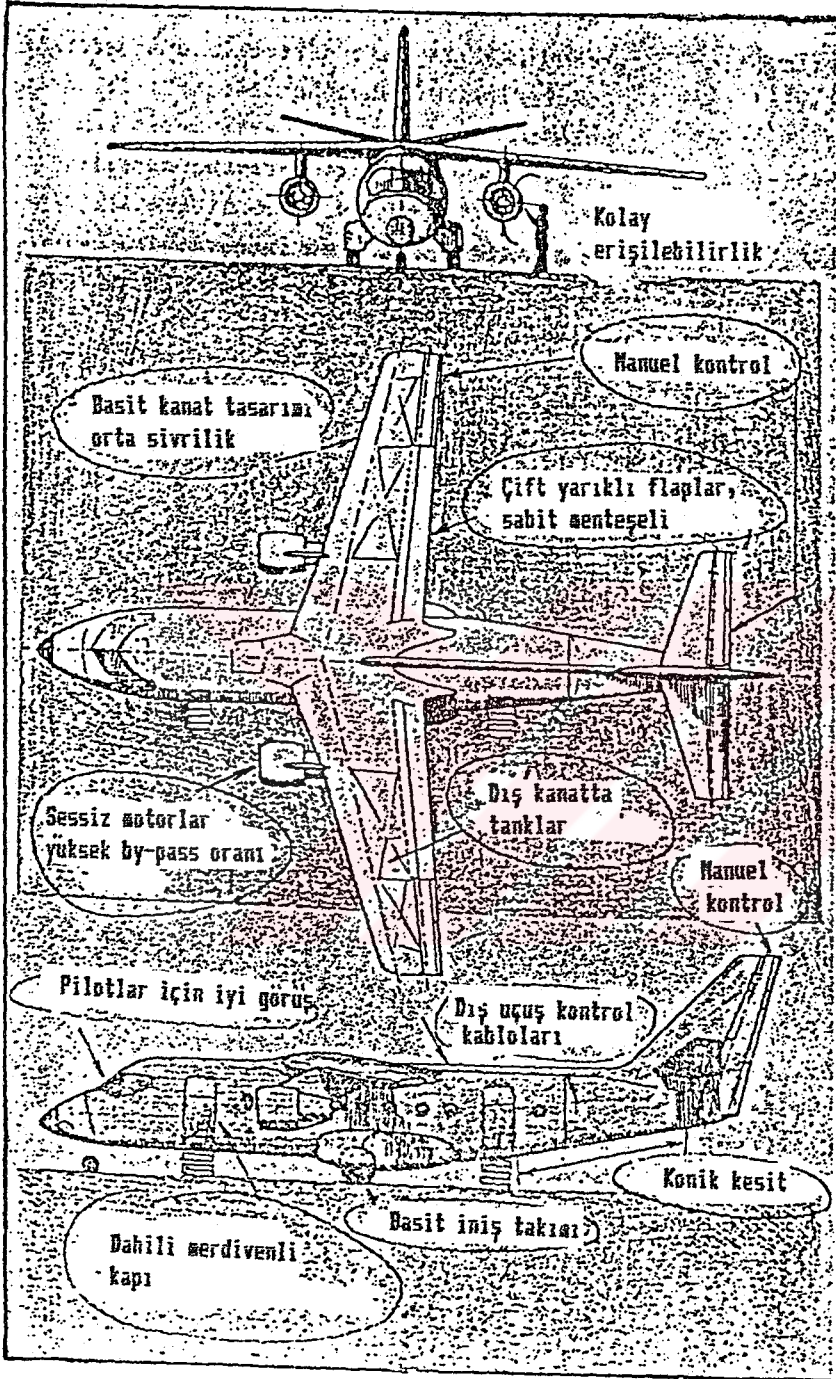 Kolay
erişilebilirlik
Manuel kontrol
Basit kanat tasarımı
orta sivrilik
Çift yarıklı flaplar,
sabit menteşeli
Sessiz motorlar
yüksek by-pass oranı
Dış kanatta
tanklar
Manuel
kontrol
Pilotlar için iyi görüş
Dış uçuş kontrol
kabloları
Konik kesit
Basit iniş takımı
Dahili merdivenli
kapı